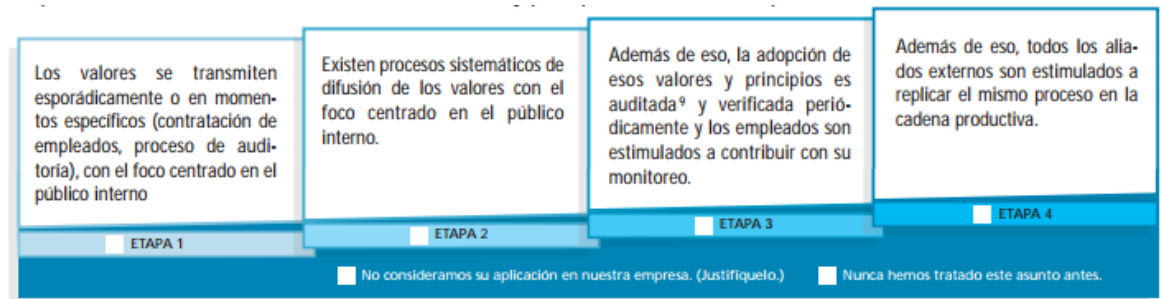 Los valores se transmiten
esporádicamente o en momen-
tos específicos (contratación de
empleados, proceso de audi-
toría), con el foco centrado en el
público interno
ETAPA 1
Existen procesos sistemáticos de
difusión de los valores con el
foco centrado en el público
interno.
ETAPA 2
Además de eso, la adopción de
esos valores y principios es
auditada⁹ y verificada perió-
dicamente y los empleados son
estimulados a contribuir con su
monitoreo.
ETAPA 3
Además de eso, todos los alia-
dos externos son estimulados a
replicar el mismo proceso en la
cadena productiva.
ETAPA 4
No consideramos su aplicación en nuestra empresa. (Justifíquelo.)
Nunca hemos tratado este asunto antes.